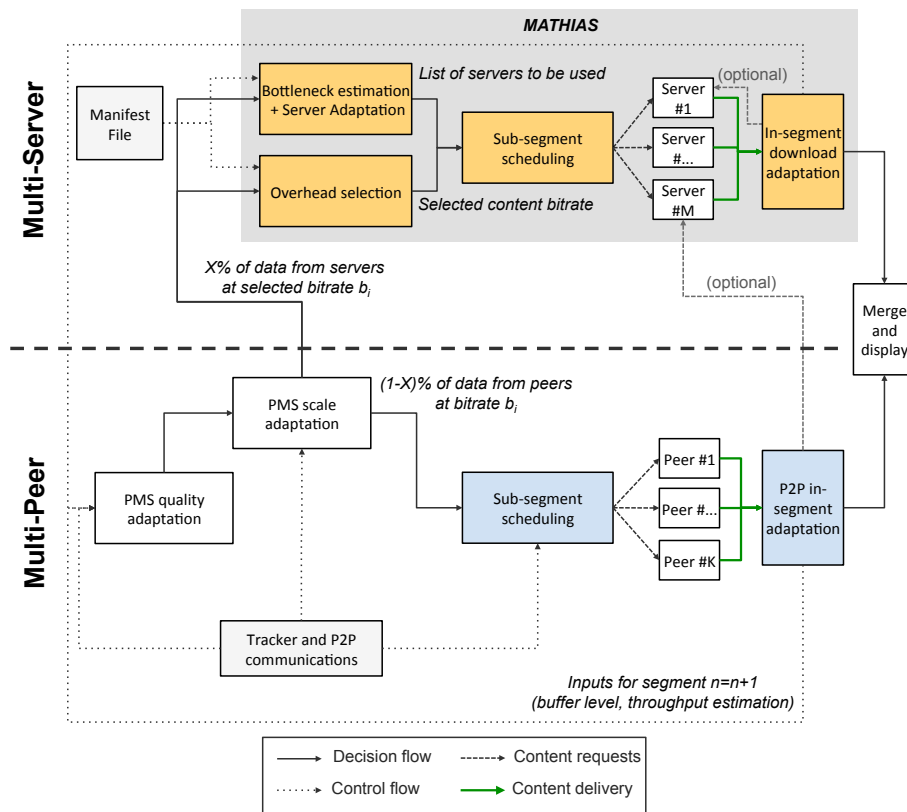 MATHIAS
Multi-Server
Manifest
File
Bottleneck estimation
+ Server Adaptation
List of servers to be used
Overhead selection
Selected content bitrate
Sub-segment
scheduling
Server
#1
Server
#...
Server
#M
(optional)
In-segment
download
adaptation
X% of data from servers
at selected bitrate bi
(optional)
Merge
and
display
Multi-Peer
PMS scale
adaptation
(1-X)% of data from peers
at bitrate bi
PMS quality
adaptation
Sub-segment
scheduling
Peer #1
Peer #...
Peer #K
P2P in-
segment
adaptation
Tracker and P2P
communications
Inputs for segment n=n+1
(buffer level, throughput estimation)
Decision flow
Content requests
Control flow
Content delivery